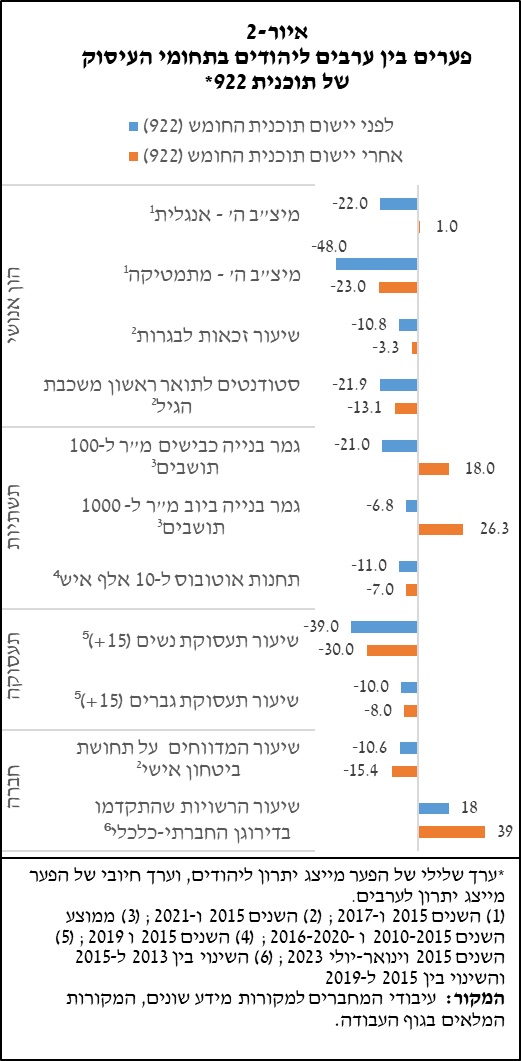 איור-2
פערים בין ערבים ליהודים בתחומי העיסוק
של תוכנית 922*
לפני יישום תוכנית החומש (922)
אחרי יישום תוכנית החומש (922)
הון אנושי
מיצ״ב ה׳ - אנגלית¹
-22.0
1.0
מיצ״ב ה׳ - מתמטיקה¹
-48.0
-23.0
שיעור זכאות לבגרות²
-10.8
-3.3
סטודנטים לתואר ראשון משכבת
הגיל²
-21.9
-13.1
תשתיות
גמר בנייה כבישים מ״ר ל-100
תושבים³
-21.0
18.0
גמר בנייה ביוב מ״ר ל- 1000
תושבים³
-6.8
26.3
תחנות אוטובוס ל-10 אלף איש⁴
-11.0
-7.0
תעסוקה
שיעור תעסוקת נשים (15+)⁵
-39.0
-30.0
שיעור תעסוקת גברים (15+)⁵
-10.0
-8.0
חברה
שיעור המדווחים על תחושת
ביטחון אישי²
-10.6
-15.4
שיעור הרשויות שהתקדמו
בדירוגן החברתי-כלכלי⁶
18
39
*ערך שלילי של הפער מייצג יתרון ליהודים, וערך חיובי של הפער
מייצג יתרון לערבים.
(1) השנים 2015 ו-2017; (2) השנים 2015 ו-2021; (3) ממוצע
השנים 2010-2015 ו -2016-2020; (4) השנים 2015 ו 2019; (5)
השנים 2015 וינואר-יולי 2023; (6) השינוי בין 2013 ל-2015
והשינוי בין 2015 ל-2019
המקור: עיבודי המחברים למקורות מידע שונים, המקורות
המלאים בגוף העבודה.